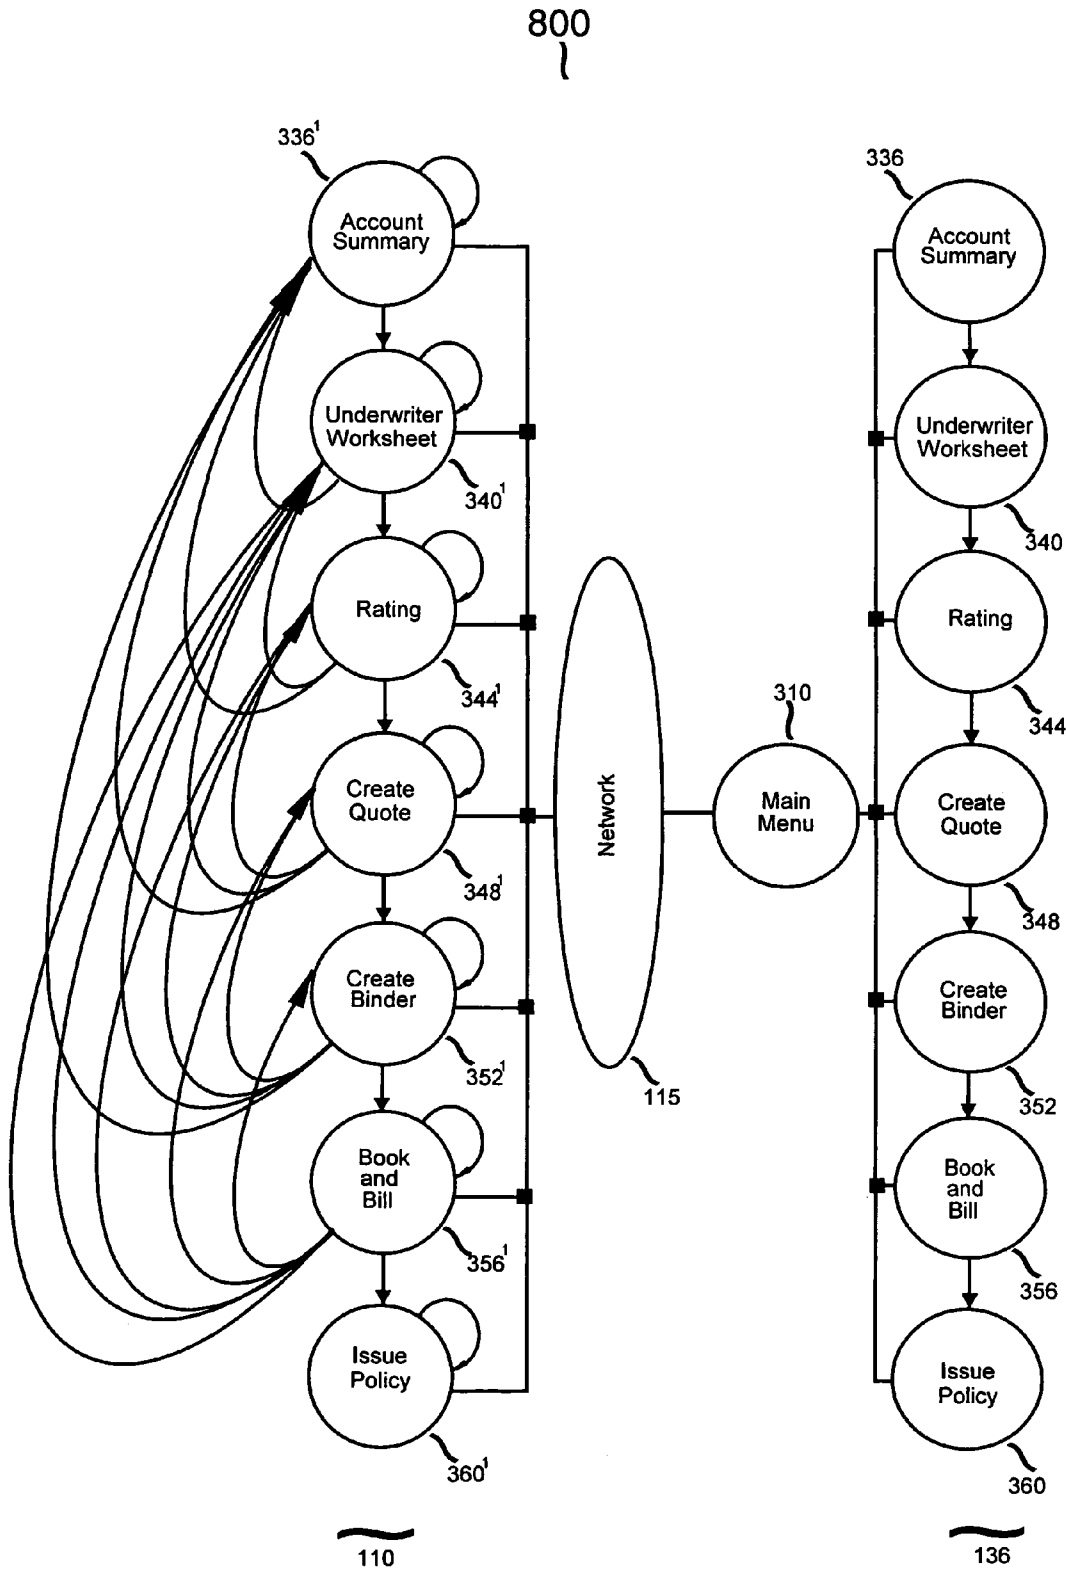 800
336¹
Account
Summary
Underwriter
Worksheet
340¹
Rating
344¹
Create
Quote
348¹
Create
Binder
352¹
Book
and
Bill
356¹
Issue
Policy
360¹
110
Network
115
310
Main
Menu
336
Account
Summary
Underwriter
Worksheet
340
Rating
344
Create
Quote
348
Create
Binder
352
Book
and
Bill
356
Issue
Policy
360
136